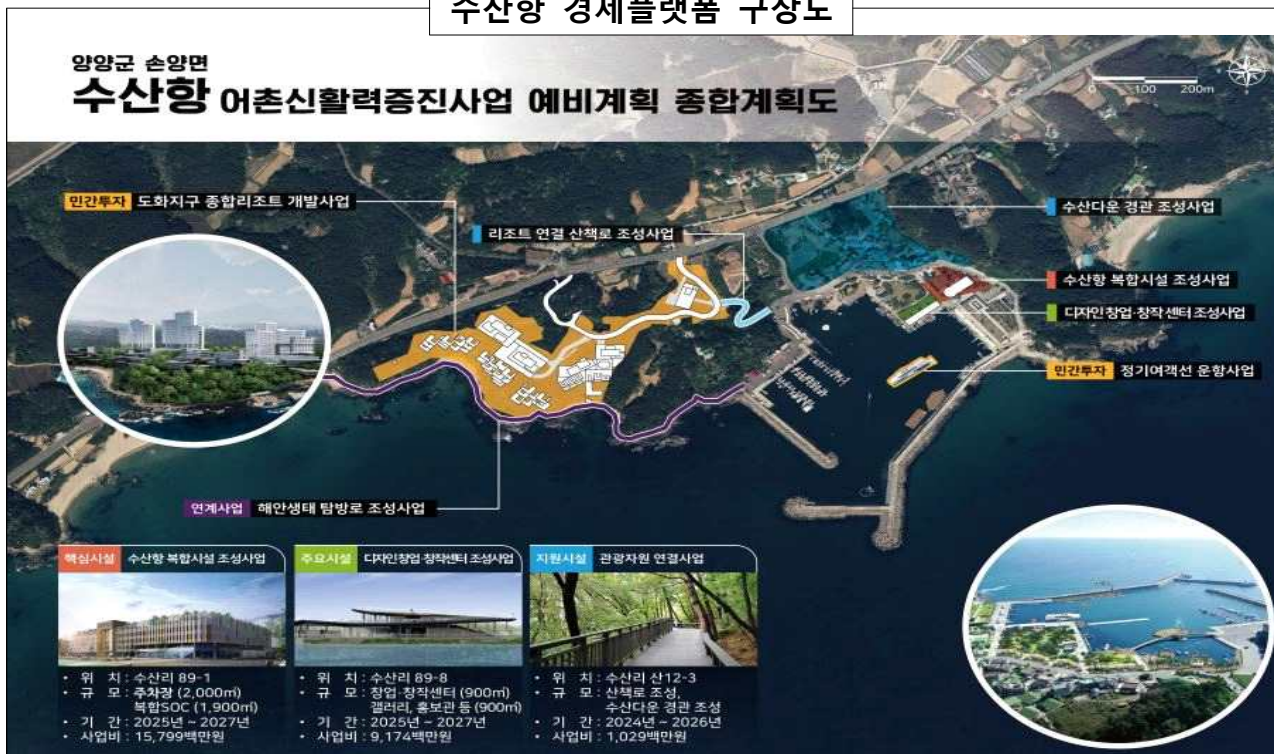 수산항 경제플랫폼 구상도
양양군 손양면
수산항 어촌신활력증진사업 예비계획 종합계획도
0 100 200m
민간투자 도화지구 종합리조트 개발사업
리조트 연결 산책로 조성사업
수산다운 경관 조성사업
수산항 복합시설 조성사업
디자인 창업·창작 센터 조성사업
민간투자 정기여객선 운항사업
연계사업 해안생태 탐방로 조성사업
핵심시설 수산항 복합시설 조성사업
• 위 치 : 수산리 89-1
• 규 모 : 주차장 (2,000㎡)
복합SOC (1,900㎡)
• 기 간 : 2025년 ~ 2027년
• 사업비 : 15,799백만원
주요시설 디자인창업·창작센터 조성사업
• 위 치 : 수산리 89-8
• 규 모 : 창업·창작센터 (900㎡)
갤러리, 홍보관 등 (900㎡)
• 기 간 : 2025년 ~ 2027년
• 사업비 : 9,174백만원
지원시설 관광자원 연결사업
• 위 치 : 수산리 산12-3
• 규 모 : 산책로 조성,
수산다운 경관 조성
• 기 간 : 2024년 ~ 2026년
• 사업비 : 1,029백만원